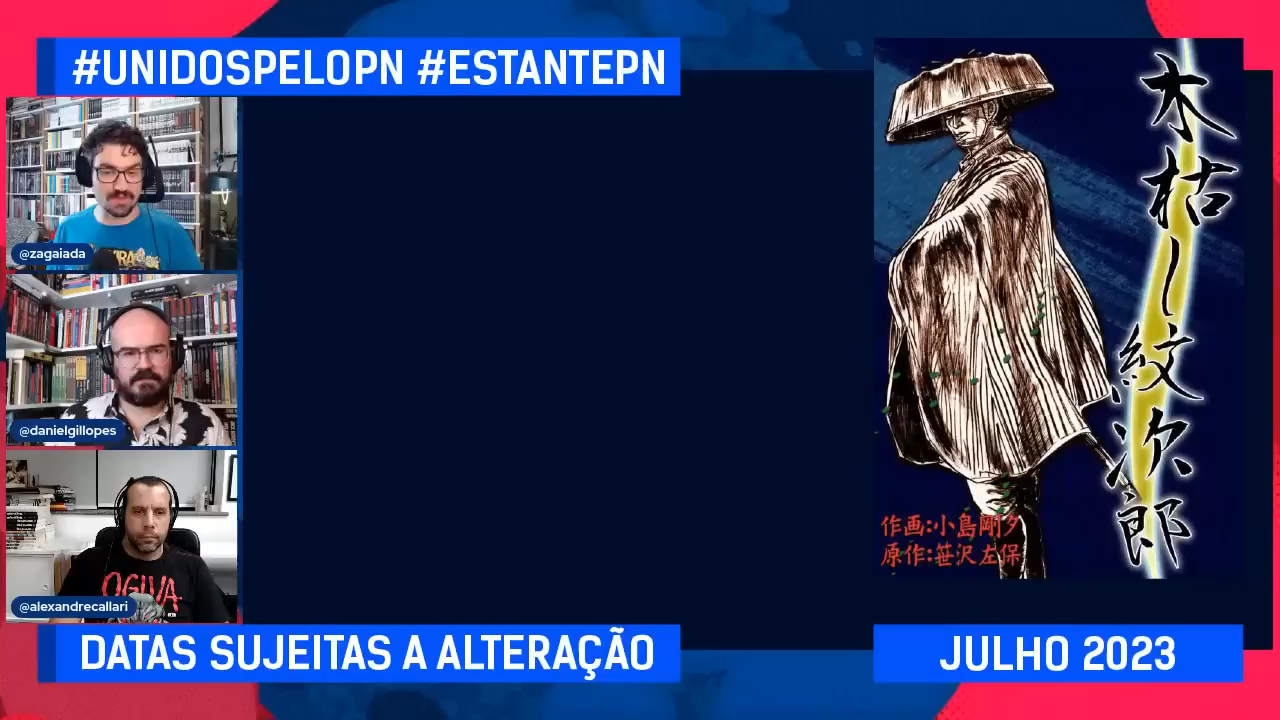 #UNIDOSPELOPN #ESTANTEPN
@zagaiada
@danielgillopes
OGIVA
@alexandrecallari
木枯し紋次郎
作画:小島剛夕
原作:笹沢左保
DATAS SUJEITAS A ALTERAÇÃO
JULHO 2023